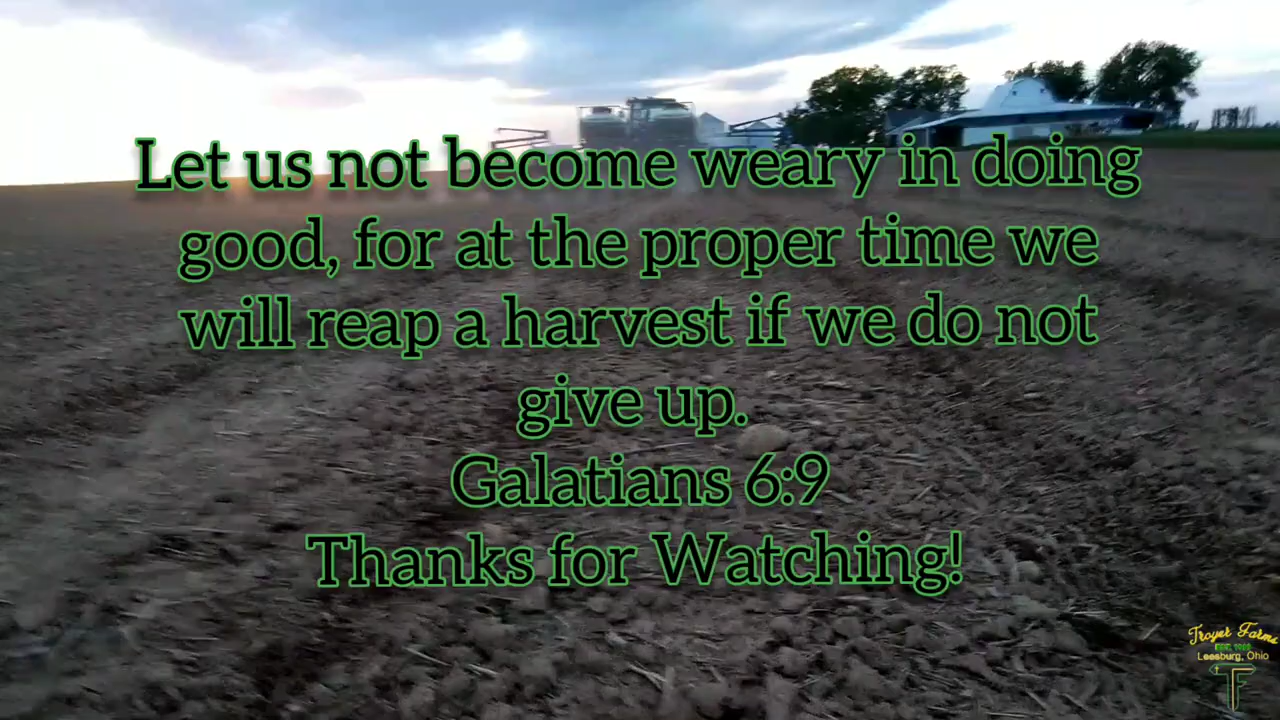 Let us not become weary in doing
good, for at the proper time we
will reap a harvest if we do not
give up.
Galatians 6:9
Thanks for Watching!
Troyer Farms
Leesburg, Ohio
TF